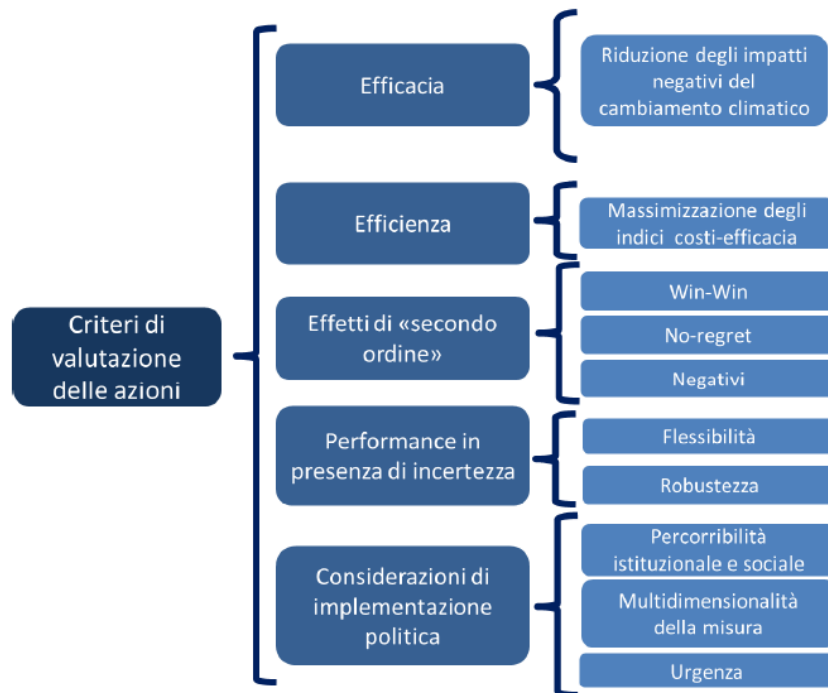 Criteri di
valutazione
delle azioni
Efficacia
Riduzione degli impatti
negativi del
cambiamento climatico
Efficienza
Massimizzazione degli
indici costi-efficacia
Effetti di «secondo
ordine»
Win-Win
No-regret
Negativi
Performance in
presenza di incertezza
Flessibilità
Robustezza
Considerazioni di
implementazione
politica
Percorribilità
istituzionale e sociale
Multidimensionalità
della misura
Urgenza